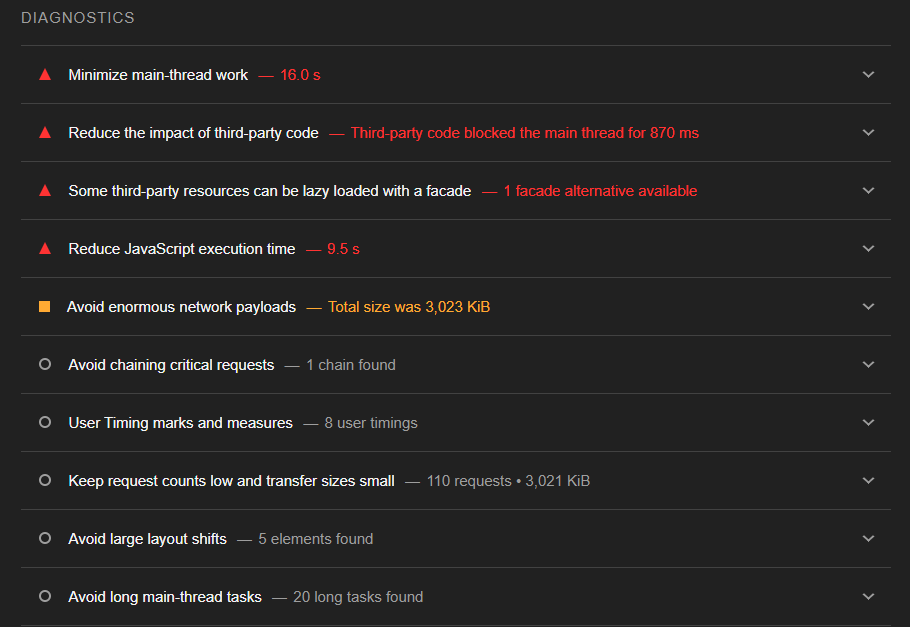 DIAGNOSTICS
Minimize main-thread work — 16.0 s
Reduce the impact of third-party code — Third-party code blocked the main thread for 870 ms
Some third-party resources can be lazy loaded with a facade — 1 facade alternative available
Reduce JavaScript execution time — 9.5 s
Avoid enormous network payloads — Total size was 3,023 KiB
Avoid chaining critical requests — 1 chain found
User Timing marks and measures — 8 user timings
Keep request counts low and transfer sizes small — 110 requests • 3,021 KiB
Avoid large layout shifts — 5 elements found
Avoid long main-thread tasks — 20 long tasks found